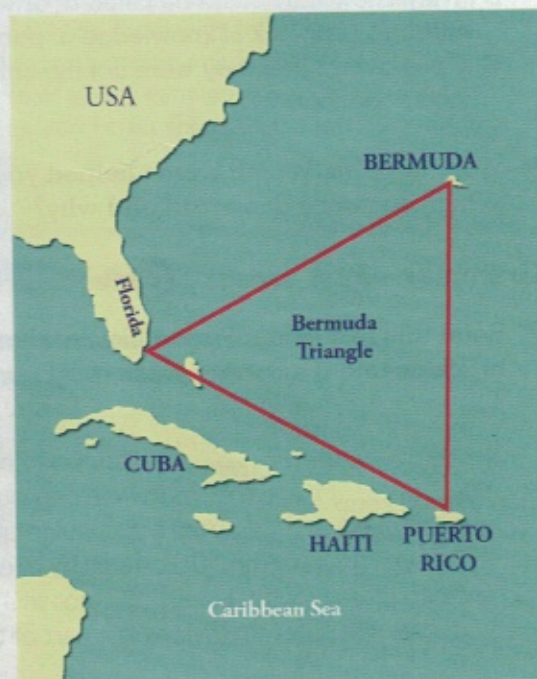 USA
BERMUDA
Florida
Bermuda
Triangle
CUBA
HAITI
PUERTO
RICO
Caribbean Sea